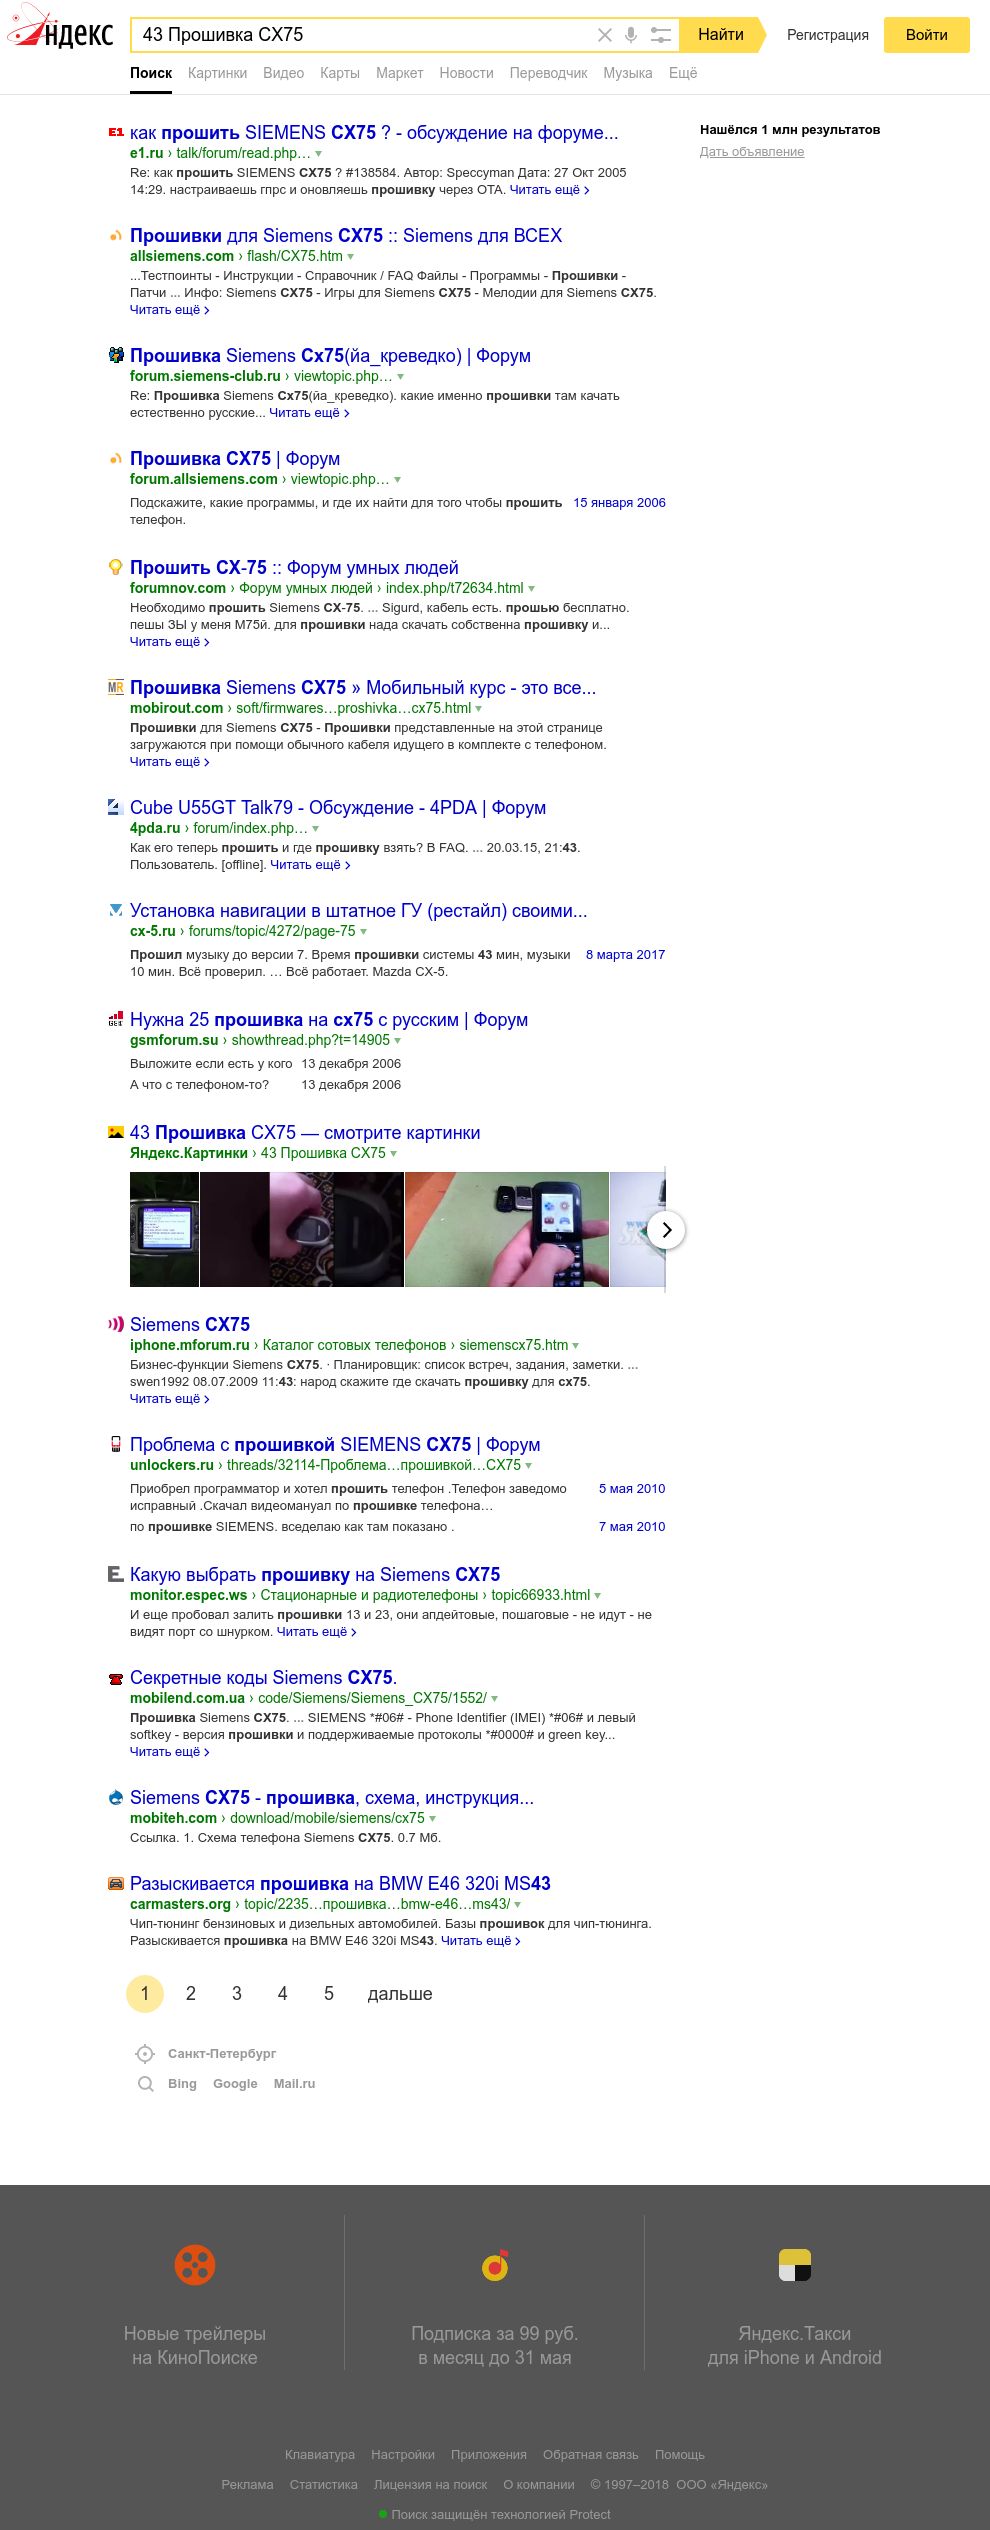 Яндекс
43 Прошивка CX75
Найти
Регистрация
Войти
Поиск Картинки Видео Карты Маркет Новости Переводчик Музыка Ещё
Нашёлся 1 млн результатов
Дать объявление
как прошить SIEMENS CX75 ? - обсуждение на форуме...
e1.ru › talk/forum/read.php…
Re: как прошить SIEMENS CX75 ? #138584. Автор: Speccyman Дата: 27 Окт 2005
14:29. настраиваешь гпрс и оновляешь прошивку через OTA. Читать ещё
Прошивки для Siemens CX75 :: Siemens для ВСЕХ
allsiemens.com › flash/CX75.htm
...Тестпоинты - Инструкции - Справочник / FAQ Файлы - Программы - Прошивки -
Патчи ... Инфо: Siemens CX75 - Игры для Siemens CX75 - Мелодии для Siemens CX75.
Читать ещё
Прошивка Siemens Cx75(йа_креведко) | Форум
forum.siemens-club.ru › viewtopic.php…
Re: Прошивка Siemens Cx75(йа_креведко). какие именно прошивки там качать
естественно русские... Читать ещё
Прошивка CX75 | Форум
forum.allsiemens.com › viewtopic.php…
Подскажите, какие программы, и где их найти для того чтобы прошить 15 января 2006
телефон.
Прошить CX-75 :: Форум умных людей
forumnov.com › Форум умных людей › index.php/t72634.html
Необходимо прошить Siemens CX-75. ... Sigurd, кабель есть. прошью бесплатно.
пешы ЗЫ у меня М75й. для прошивки нада скачать собственна прошивку и...
Читать ещё
Прошивка Siemens CX75 » Мобильный курс - это все...
mobirout.com › soft/firmwares…proshivka…cx75.html
Прошивки для Siemens CX75 - Прошивки представленные на этой странице
загружаются при помощи обычного кабеля идущего в комплекте с телефоном.
Читать ещё
Cube U55GT Talk79 - Обсуждение - 4PDA | Форум
4pda.ru › forum/index.php…
Как его теперь прошить и где прошивку взять? В FAQ. ... 20.03.15, 21:43.
Пользователь. [offline]. Читать ещё
Установка навигации в штатное ГУ (рестайл) своими...
cx-5.ru › forums/topic/4272/page-75
Прошил музыку до версии 7. Время прошивки системы 43 мин, музыки 8 марта 2017
10 мин. Всё проверил. … Всё работает. Mazda CX-5.
Нужна 25 прошивка на сх75 с русским | Форум
gsmforum.su › showthread.php?t=14905
Выложите если есть у кого 13 декабря 2006
А что с телефоном-то? 13 декабря 2006
43 Прошивка CX75 — смотрите картинки
Яндекс.Картинки › 43 Прошивка CX75
Siemens CX75
iphone.mforum.ru › Каталог сотовых телефонов › siemenscx75.htm
Бизнес-функции Siemens CX75. · Планировщик: список встреч, задания, заметки. ...
swen1992 08.07.2009 11:43: народ скажите где скачать прошивку для сх75.
Читать ещё
Проблема с прошивкой SIEMENS CX75 | Форум
unlockers.ru › threads/32114-Проблема…прошивкой…CX75
Приобрел программатор и хотел прошить телефон .Телефон заведомо 5 мая 2010
исправный .Скачал видеомануал по прошивке телефона…
по прошивке SIEMENS. вседелаю как там показано . 7 мая 2010
Какую выбрать прошивку на Siemens CX75
monitor.espec.ws › Стационарные и радиотелефоны › topic66933.html
И еще пробовал залить прошивки 13 и 23, они апдейтовые, пошаговые - не идут - не
видят порт со шнурком. Читать ещё
Секретные коды Siemens CX75.
mobilend.com.ua › code/Siemens/Siemens_CX75/1552/
Прошивка Siemens CX75. ... SIEMENS *#06# - Phone Identifier (IMEI) *#06# и левый
softkey - версия прошивки и поддерживаемые протоколы *#0000# и green key...
Читать ещё
Siemens CX75 - прошивка, схема, инструкция...
mobiteh.com › download/mobile/siemens/cx75
Ссылка. 1. Схема телефона Siemens CX75. 0.7 Мб.
Разыскивается прошивка на BMW E46 320i MS43
carmasters.org › topic/2235…прошивка…bmw-e46…ms43/
Чип-тюнинг бензиновых и дизельных автомобилей. Базы прошивок для чип-тюнинга.
Разыскивается прошивка на BMW E46 320i MS43. Читать ещё
1 2 3 4 5 дальше
Санкт-Петербург
Bing Google Mail.ru
Новые трейлеры
на КиноПоиске
Подписка за 99 руб.
в месяц до 31 мая
Яндекс.Такси
для iPhone и Android
Клавиатура Настройки Приложения Обратная связь Помощь
Реклама Статистика Лицензия на поиск О компании © 1997–2018 ООО «Яндекс»
Поиск защищён технологией Protect